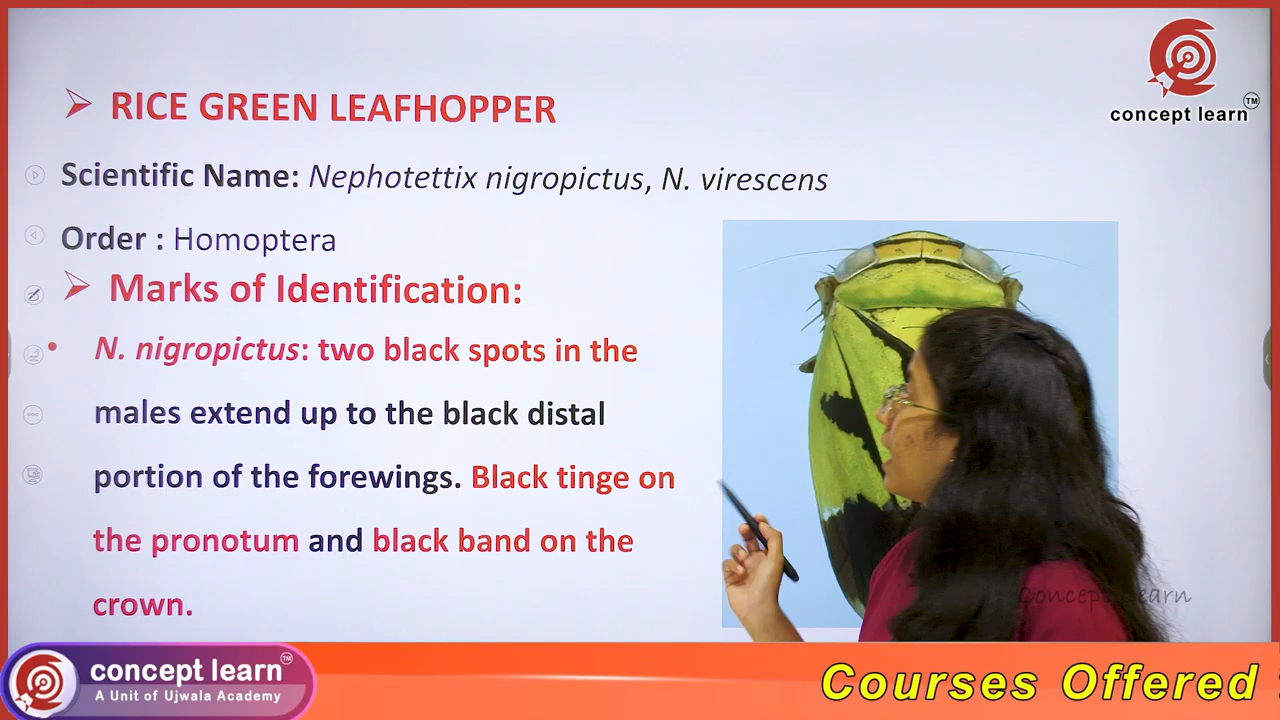 concept learn TM
➢ RICE GREEN LEAFHOPPER
Scientific Name: Nephotettix nigropictus, N. virescens
Order : Homoptera
➢ Marks of Identification:
• N. nigropictus: two black spots in the
males extend up to the black distal
portion of the forewings. Black tinge on
the pronotum and black band on the
crown.
Concept Learn
concept learn TM
A Unit of Ujwala Academy
Courses Offered :